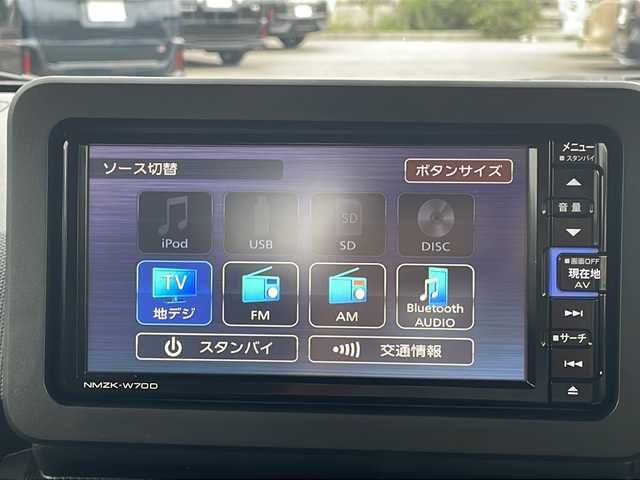 ソース切替
ボタンサイズ
iPod
USB
SD
SD
DISC
TV
地デジ
FM
AM
Bluetooth
AUDIO
スタンバイ
交通情報
NMZK-W70D
メニュー
■スタンバイ
音量
■画面OFF
現在地
AV
■サーチ